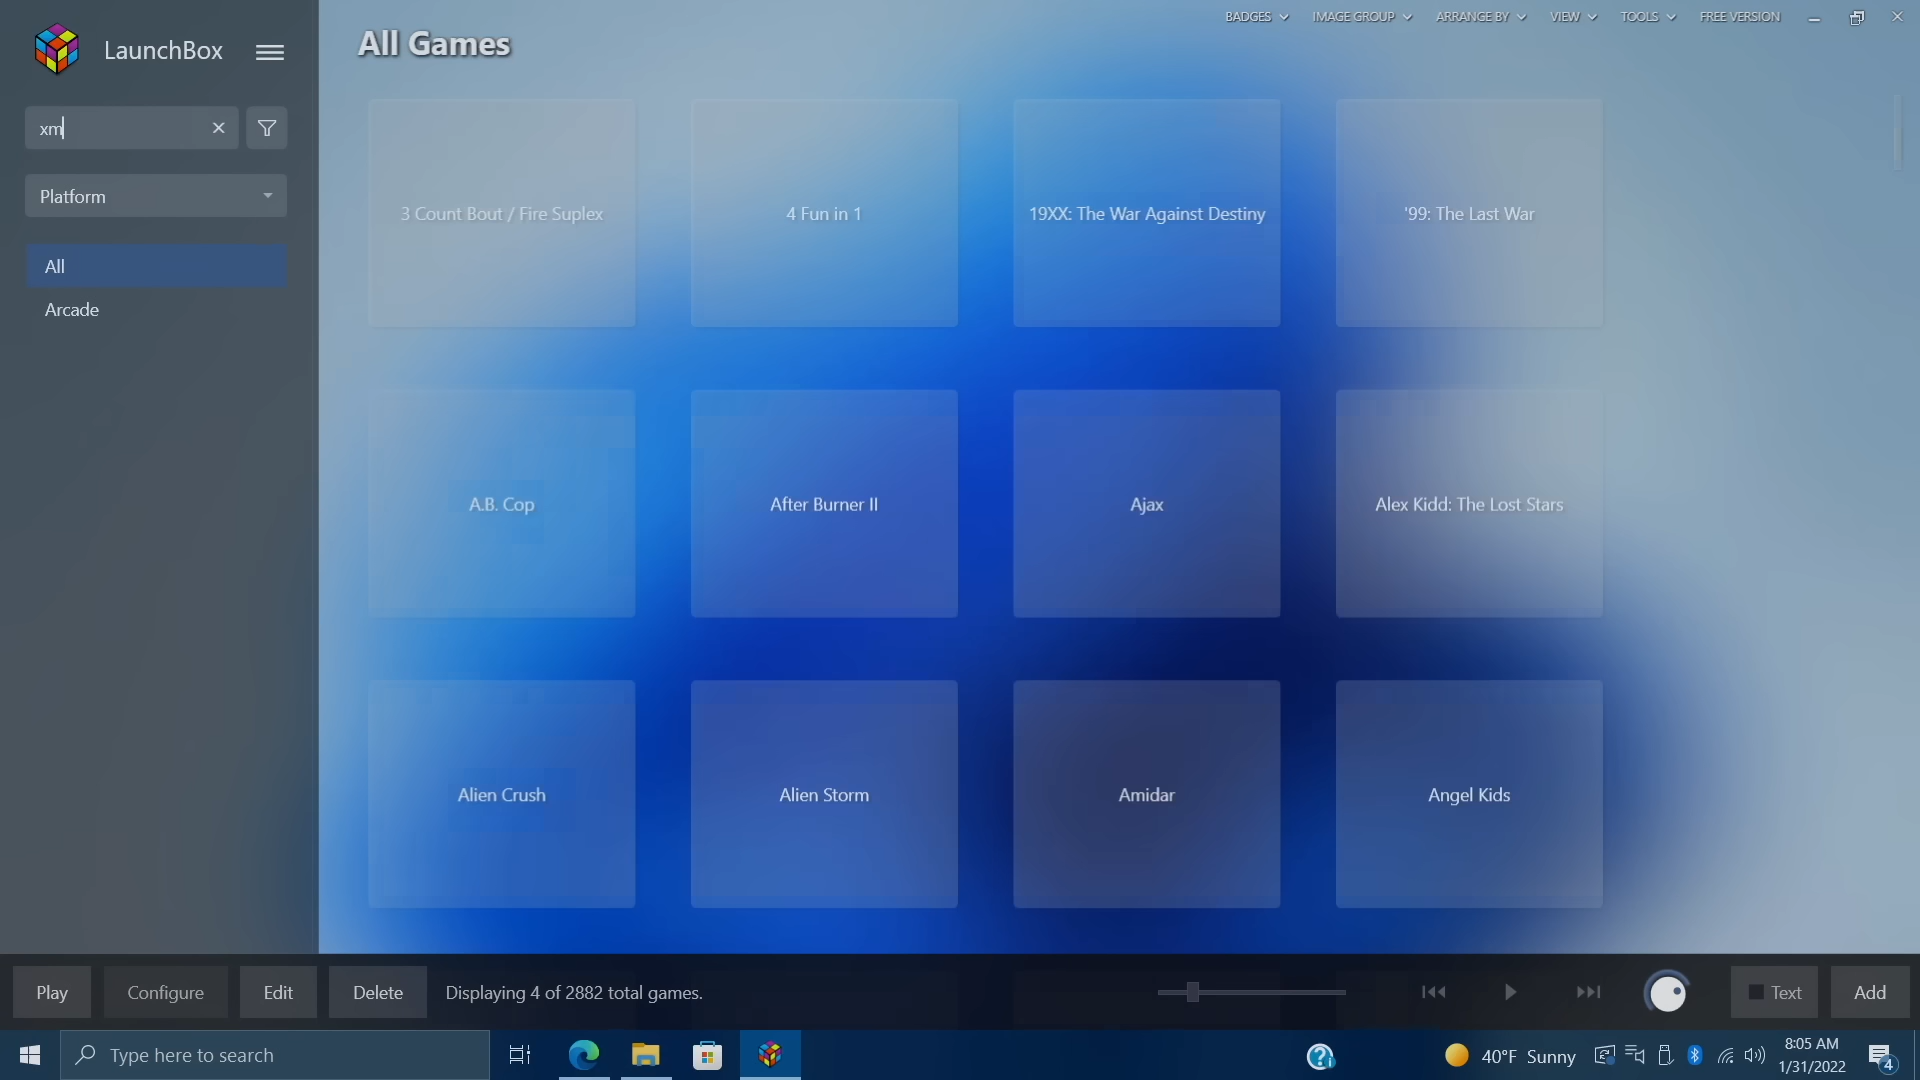 BADGES
IMAGE GROUP
ARRANGE BY
VIEW
TOOLS
FREE VERSION
LaunchBox
All Games
xm
Platform
All
Arcade
3 Count Bout / Fire Suplex
4 Fun in 1
19XX: The War Against Destiny
'99: The Last War
A.B. Cop
After Burner II
Ajax
Alex Kidd: The Lost Stars
Alien Crush
Alien Storm
Amidar
Angel Kids
Play
Configure
Edit
Delete
Displaying 4 of 2882 total games.
Text
Add
Type here to search
40°F Sunny
8:05 AM
1/31/2022
4